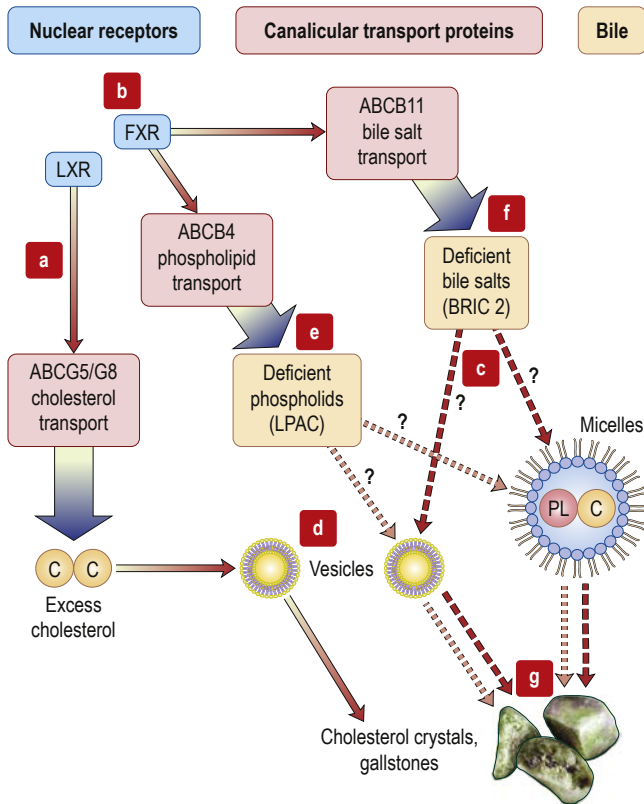 Nuclear receptors
Canalicular transport proteins
Bile
b
FXR
ABCB11
bile salt
transport
LXR
f
a
ABCB4
phospholipid
transport
Deficient
bile salts
(BRIC 2)
e
c
?
?
ABCG5/G8
cholesterol
transport
Deficient
phospholids
(LPAC)
?
?
Micelles
PL
C
d
C
C
Vesicles
Excess
cholesterol
g
Cholesterol crystals,
gallstones